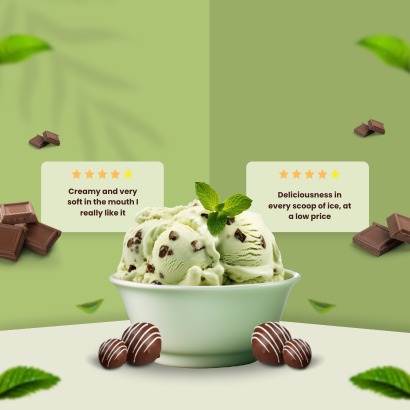 Creamy and very
soft in the mouth I
really like it
Deliciousness in
every scoop of ice, at
a low price